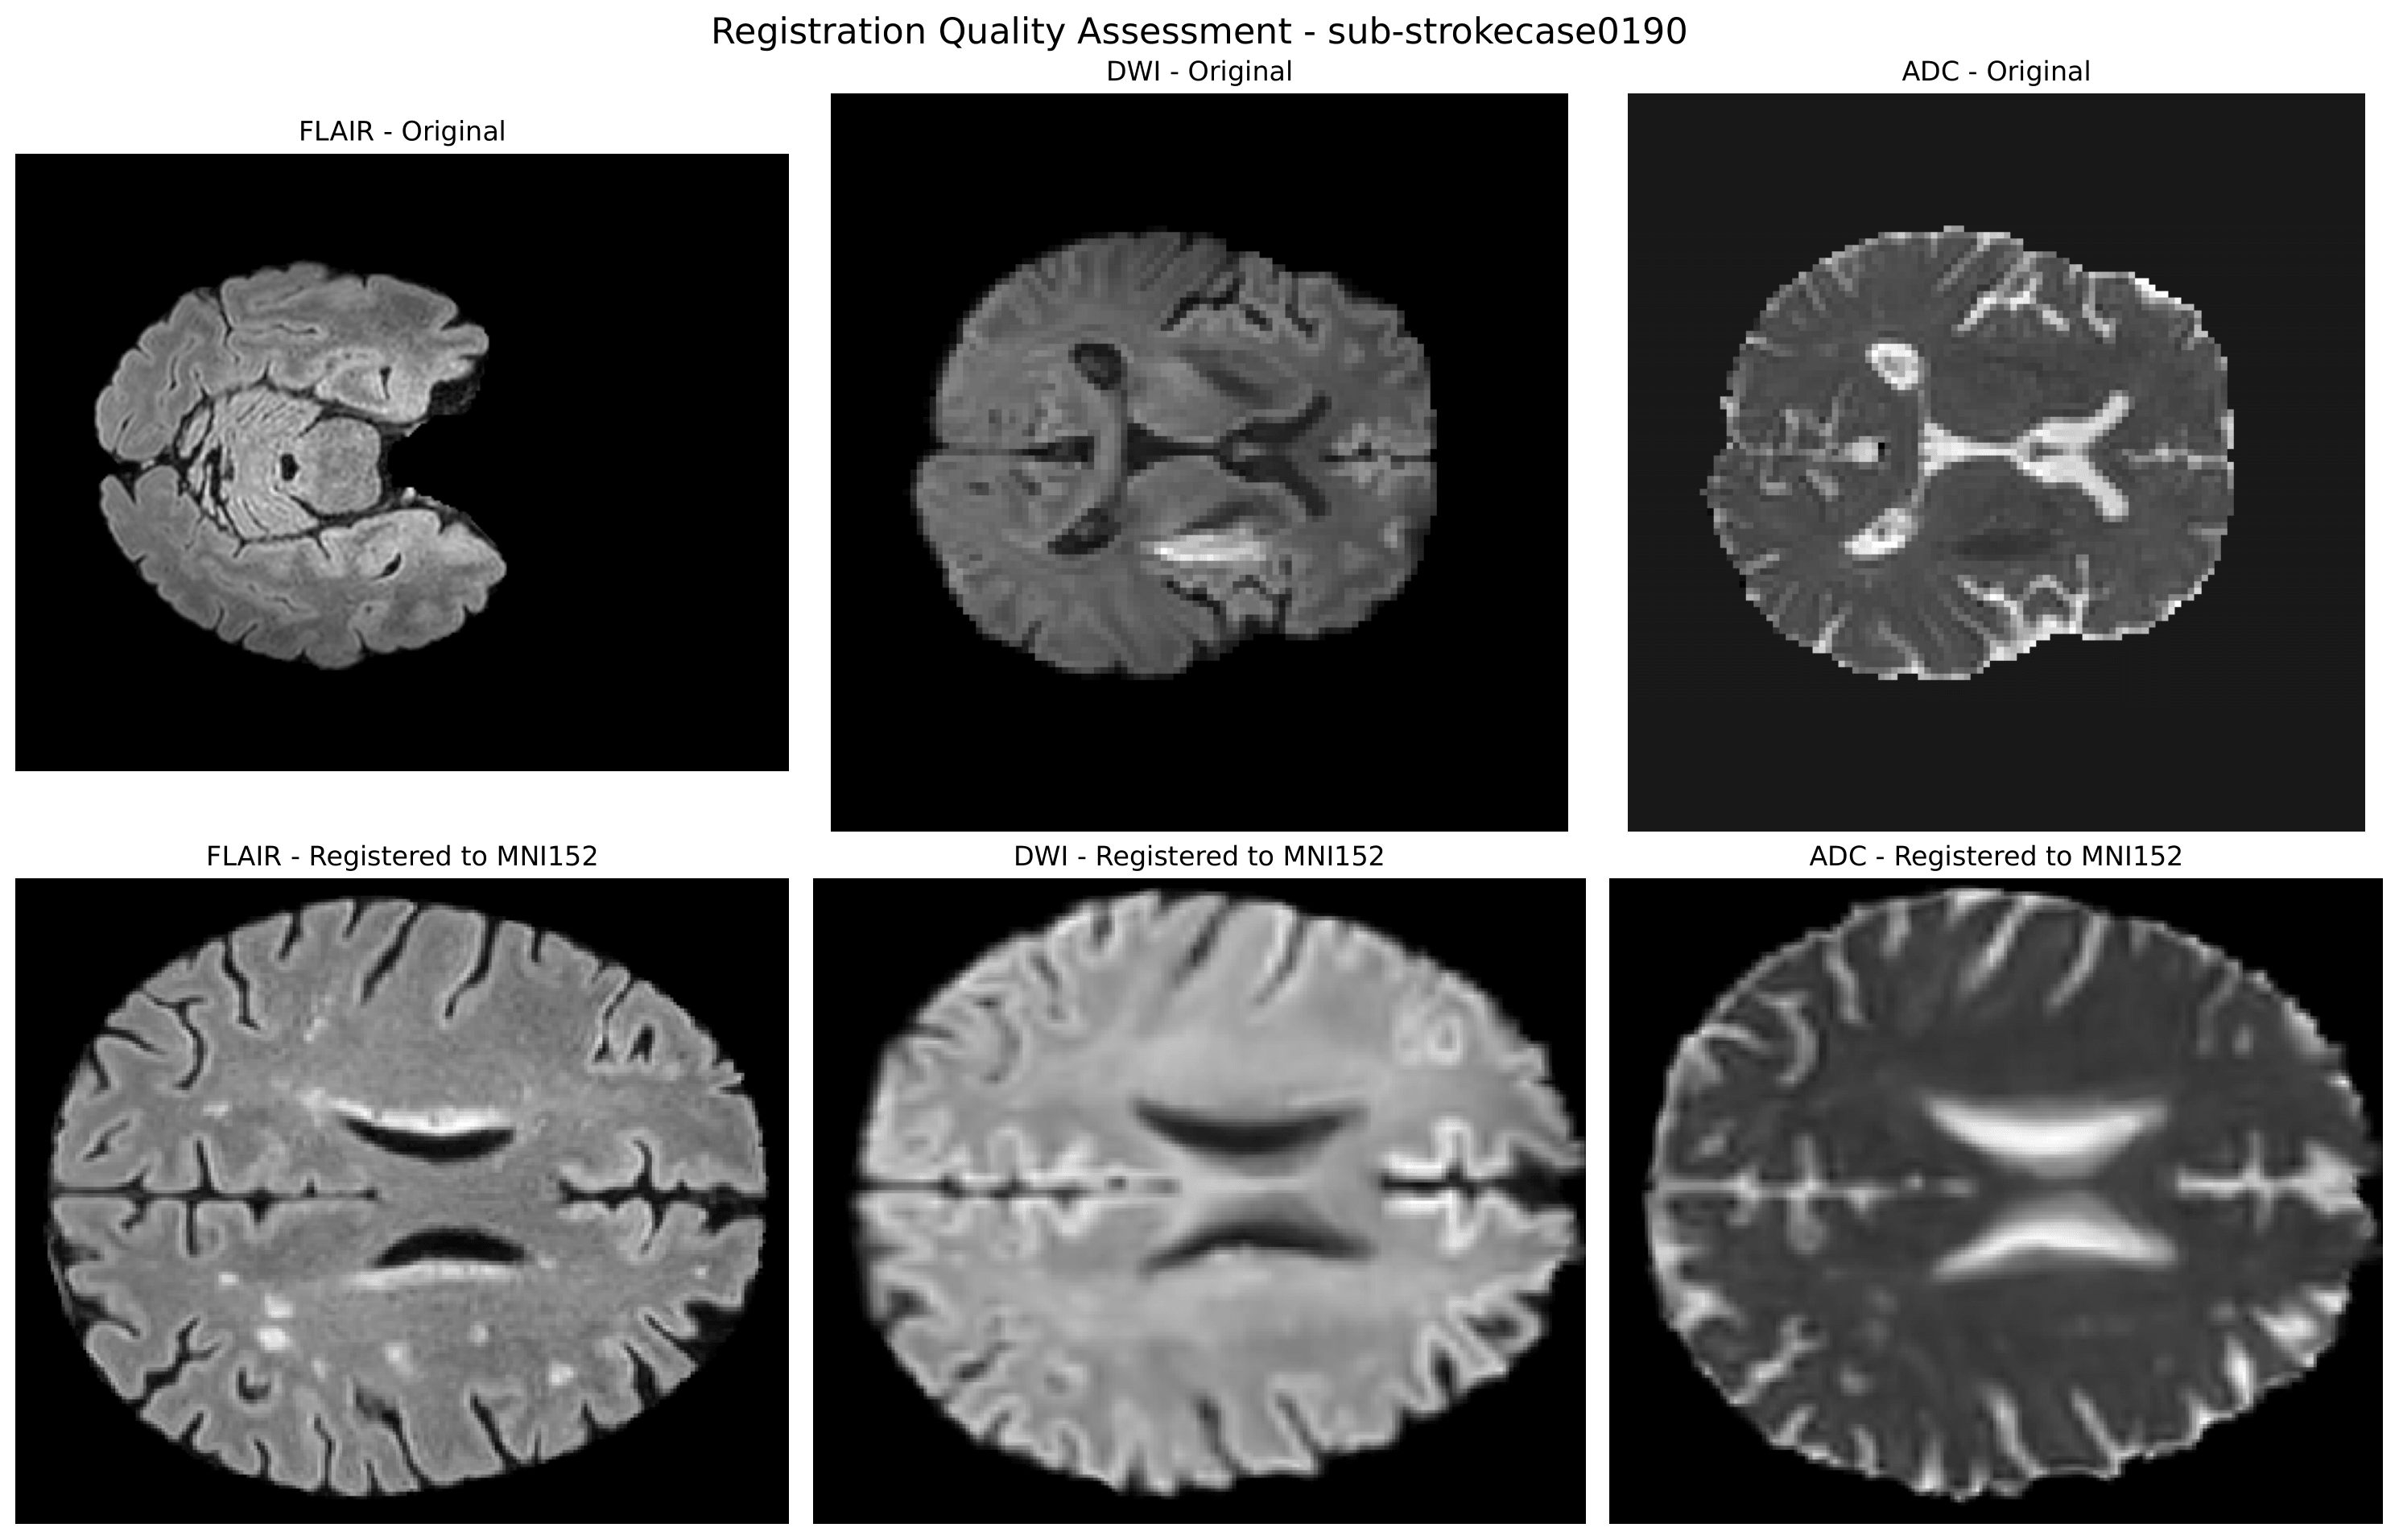 Registration Quality Assessment - sub-strokecase0190
FLAIR - Original
DWI - Original
ADC - Original
FLAIR - Registered to MNI152
DWI - Registered to MNI152
ADC - Registered to MNI152